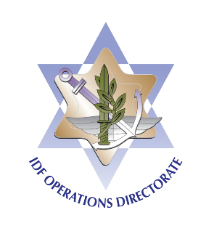 IDF OPERATIONS DIRECTORATE